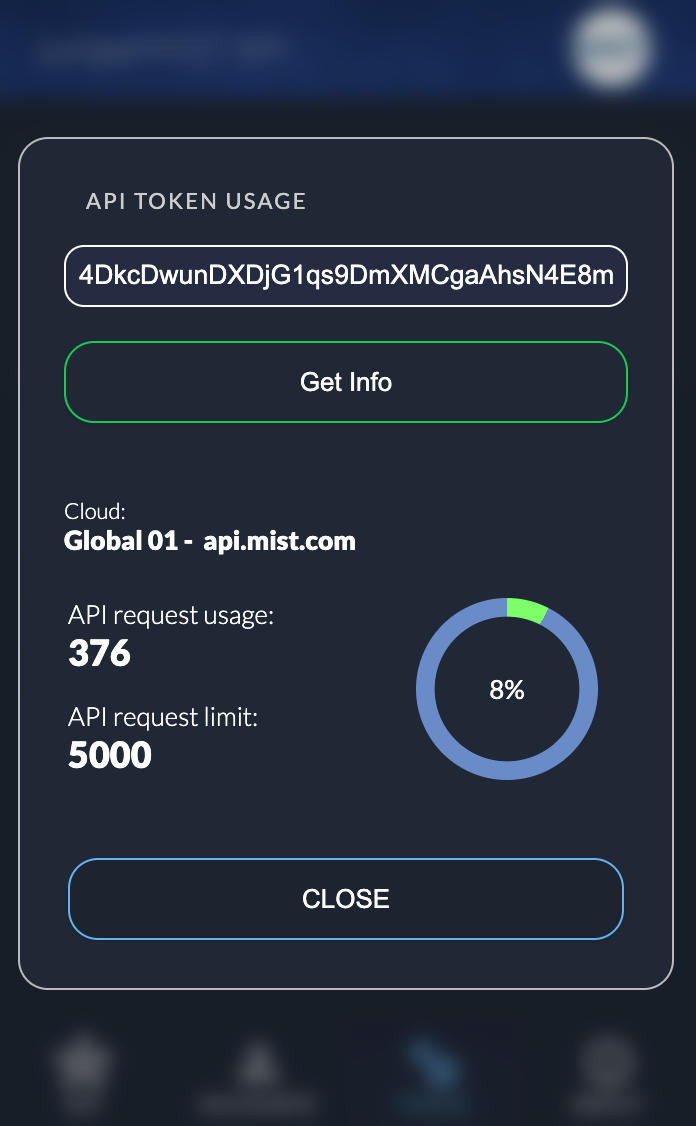 API TOKEN USAGE
4DkcDwunDXDjG1qs9DmXMCgaAhsN4E8m
Get Info
Cloud:
Global 01 - api.mist.com
API request usage:
376
8%
API request limit:
5000
CLOSE